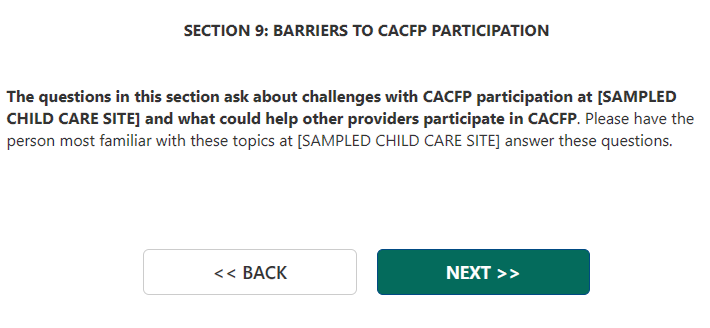 SECTION 9: BARRIERS TO CACFP PARTICIPATION
The questions in this section ask about challenges with CACFP participation at [SAMPLED
CHILD CARE SITE] and what could help other providers participate in CACFP. Please have the
person most familiar with these topics at [SAMPLED CHILD CARE SITE] answer these questions.
<< BACK
NEXT >>